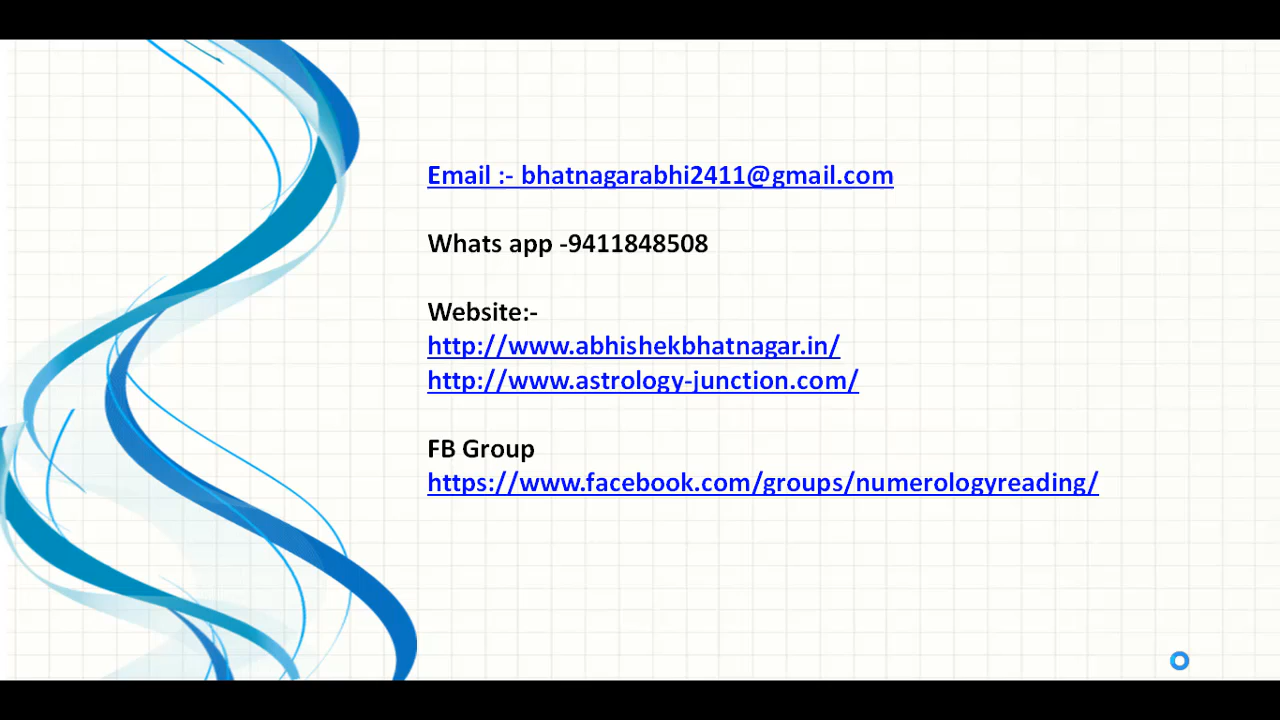 Email :- bhatnagarabhi2411@gmail.com
Whats app -9411848508
Website:-
http://www.abhishekbhatnagar.in/
http://www.astrology-junction.com/
FB Group
https://www.facebook.com/groups/numerologyreading/